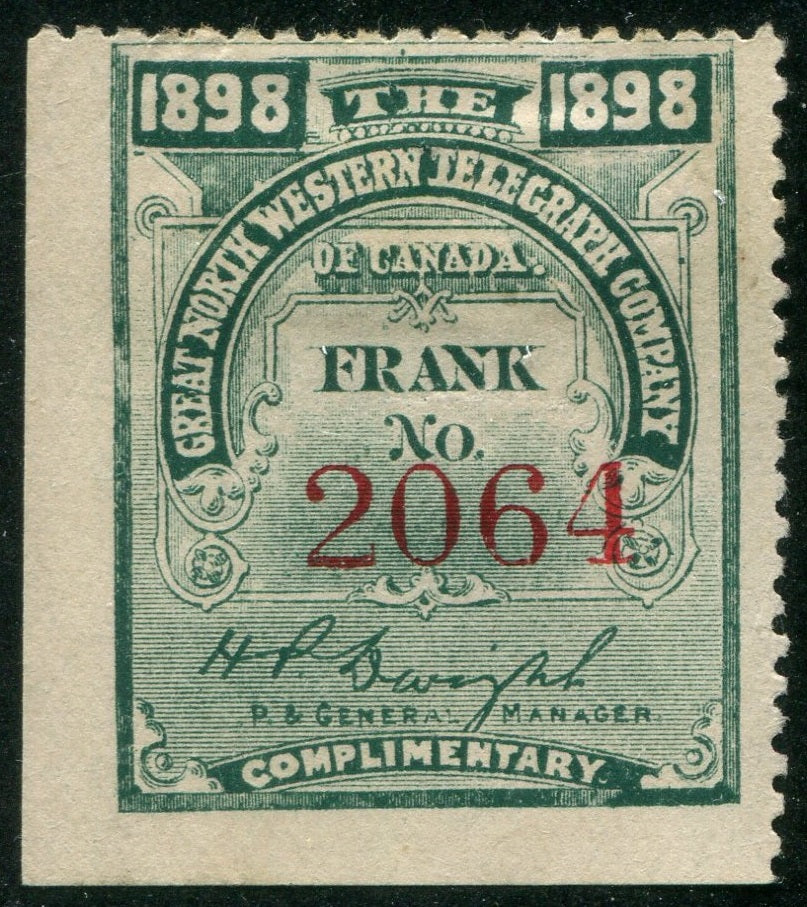 1898 THE 1898
GREAT NORTH WESTERN TELEGRAPH COMPANY
OF CANADA.
FRANK
No.
2064
H P Dwight
P. & GENERAL MANAGER.
COMPLIMENTARY.